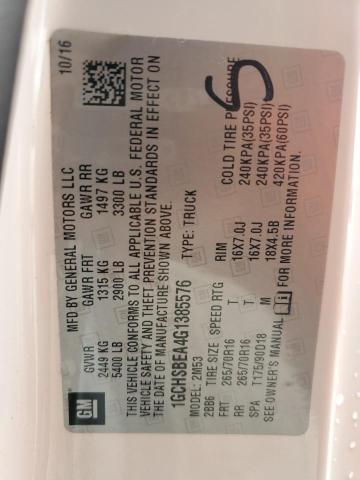 GM
MFD BY GENERAL MOTORS LLC 10/16
GVWR GAWR FRT GAWR RR
2449 KG 1315 KG 1497 KG
5400 LB 2900 LB 3300 LB
THIS VEHICLE CONFORMS TO ALL APPLICABLE U.S. FEDERAL MOTOR
VEHICLE SAFETY AND THEFT PREVENTION STANDARDS IN EFFECT ON
THE DATE OF MANUFACTURE SHOWN ABOVE.
1GCHSBEA4G1385576 TYPE: TRUCK
MODEL: 2M53
2BB6 TIRE SIZE SPEED RTG RIM COLD TIRE PRESSURE
FRT 265/70R16 T 16X7.0J 240KPA(35PSI)
RR 265/70R16 T 16X7.0J 240KPA(35PSI)
SPA T175/90D18 M 18X4.5B 420KPA(60PSI)
SEE OWNER'S MANUAL FOR MORE INFORMATION.